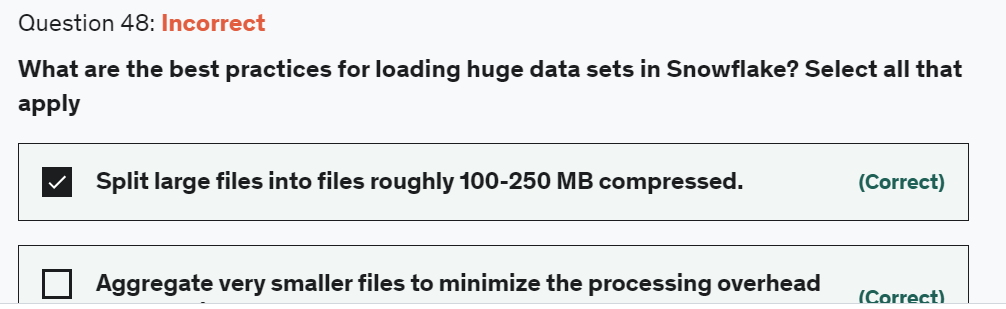 Question 48: Incorrect
What are the best practices for loading huge data sets in Snowflake? Select all that
apply
Split large files into files roughly 100-250 MB compressed.
(Correct)
Aggregate very smaller files to minimize the processing overhead
(Correct)